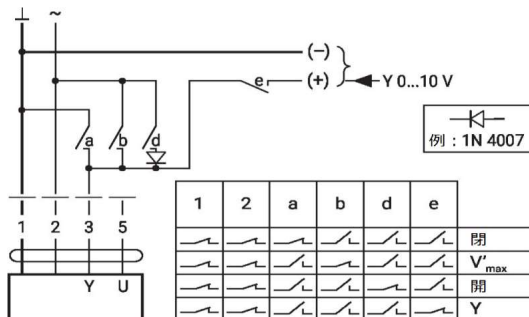 ⊥ ~
(−)
(+) Y 0...10 V
e
a b d
例：1N 4007
1 2 3 5
Y U
1 2 a b d e
閉
V'max
開
Y